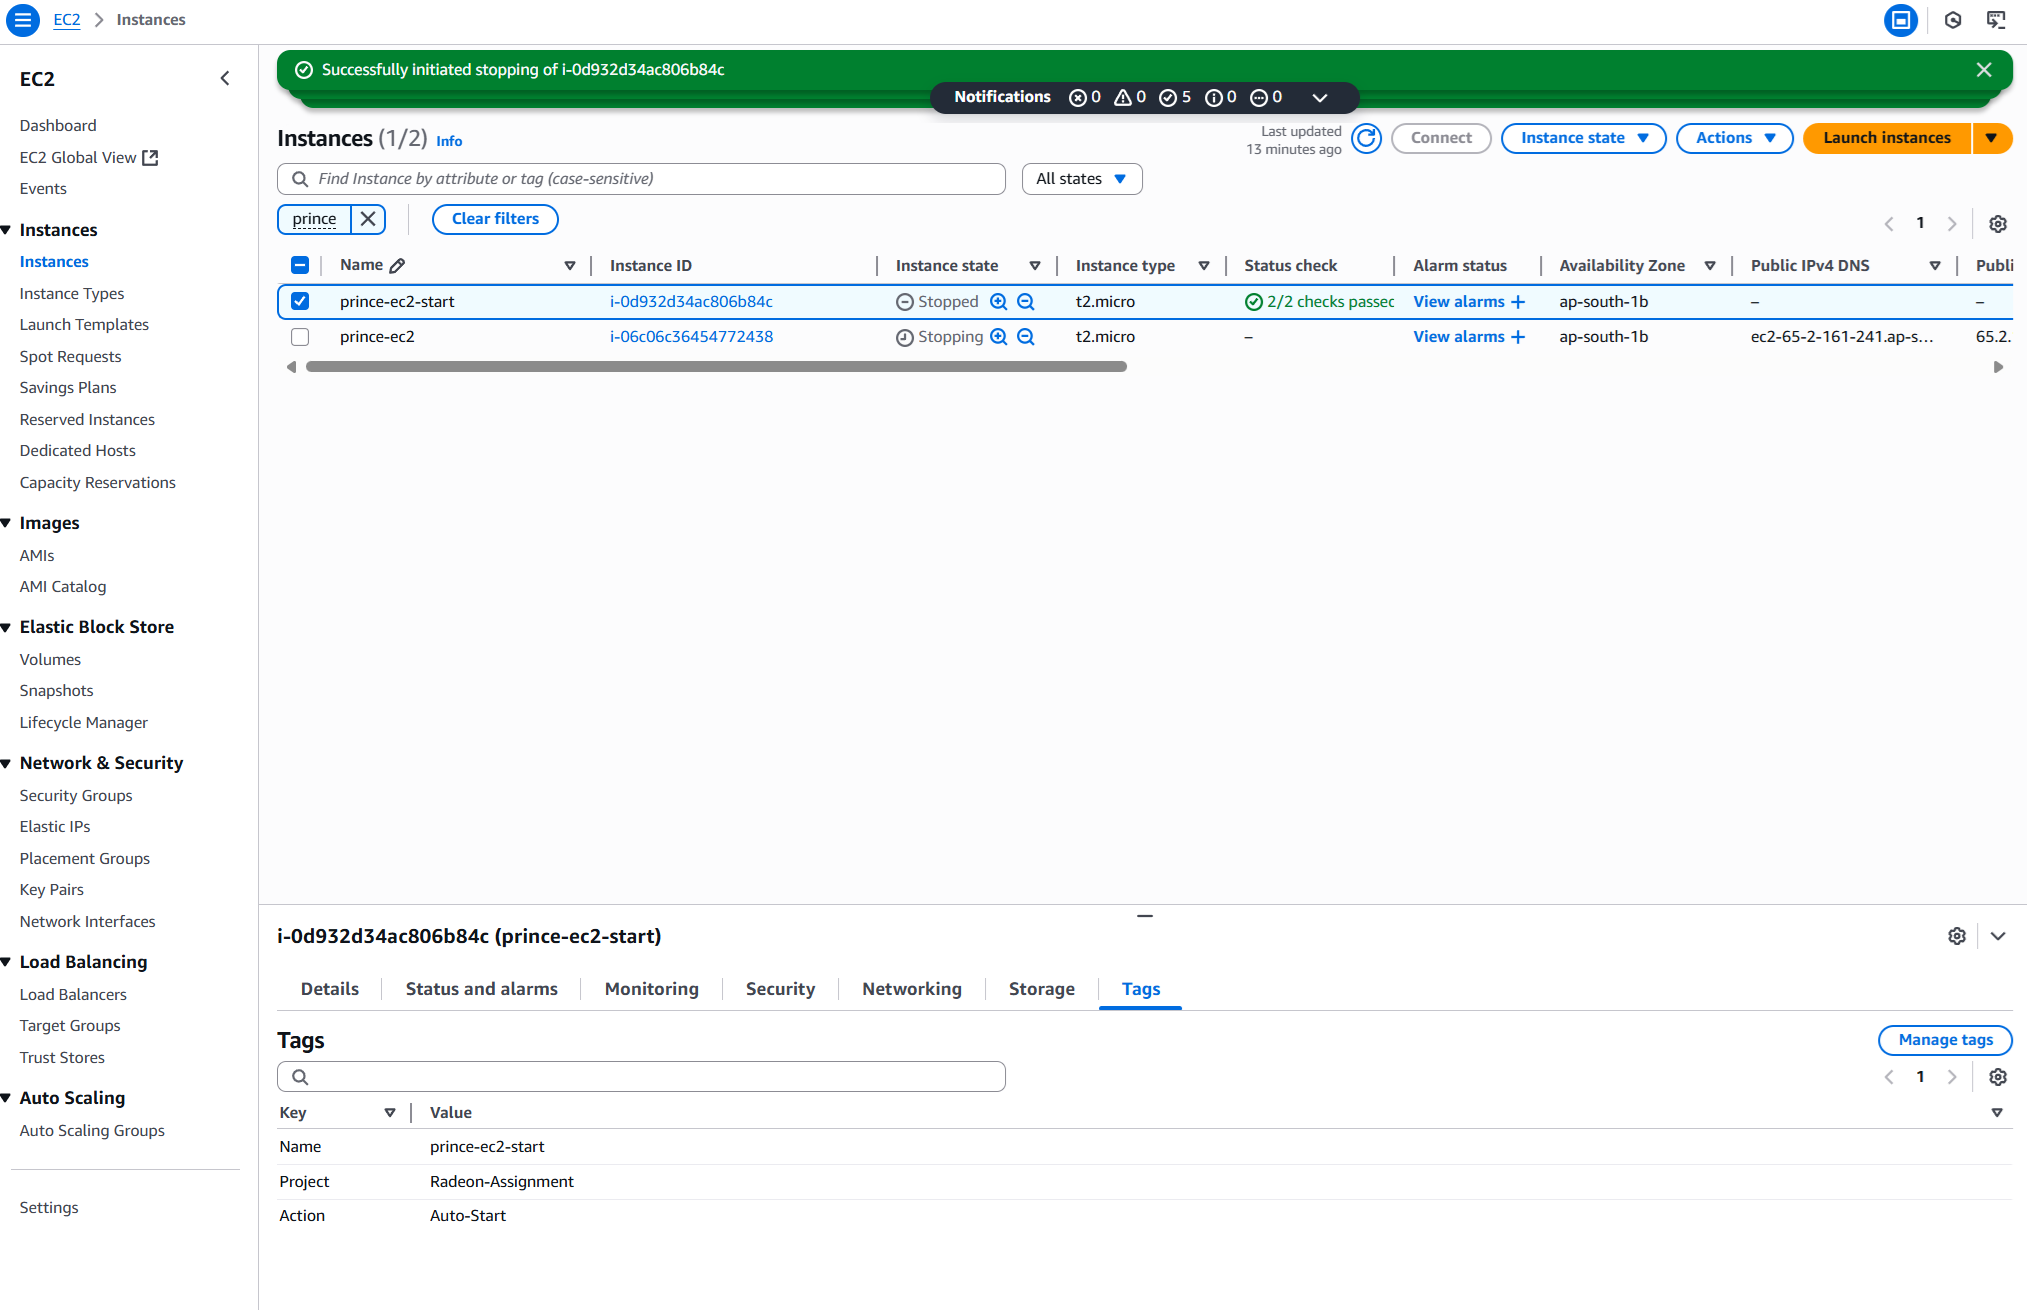 EC2 > Instances
EC2
Dashboard
EC2 Global View
Events
Instances
Instances
Instance Types
Launch Templates
Spot Requests
Savings Plans
Reserved Instances
Dedicated Hosts
Capacity Reservations
Images
AMIs
AMI Catalog
Elastic Block Store
Volumes
Snapshots
Lifecycle Manager
Network & Security
Security Groups
Elastic IPs
Placement Groups
Key Pairs
Network Interfaces
Load Balancing
Load Balancers
Target Groups
Trust Stores
Auto Scaling
Auto Scaling Groups
Settings
Successfully initiated stopping of i-0d932d34ac806b84c
Notifications 0 0 5 0 0
Instances (1/2) Info
Last updated
13 minutes ago
Connect Instance state Actions Launch instances
Find Instance by attribute or tag (case-sensitive) All states
prince Clear filters 1
Name Instance ID Instance state Instance type Status check Alarm status Availability Zone Public IPv4 DNS Publi
prince-ec2-start i-0d932d34ac806b84c Stopped t2.micro 2/2 checks passec View alarms + ap-south-1b – –
prince-ec2 i-06c06c36454772438 Stopping t2.micro – View alarms + ap-south-1b ec2-65-2-161-241.ap-s... 65.2.
i-0d932d34ac806b84c (prince-ec2-start)
Details Status and alarms Monitoring Security Networking Storage Tags
Tags
Manage tags
1
Key Value
Name prince-ec2-start
Project Radeon-Assignment
Action Auto-Start